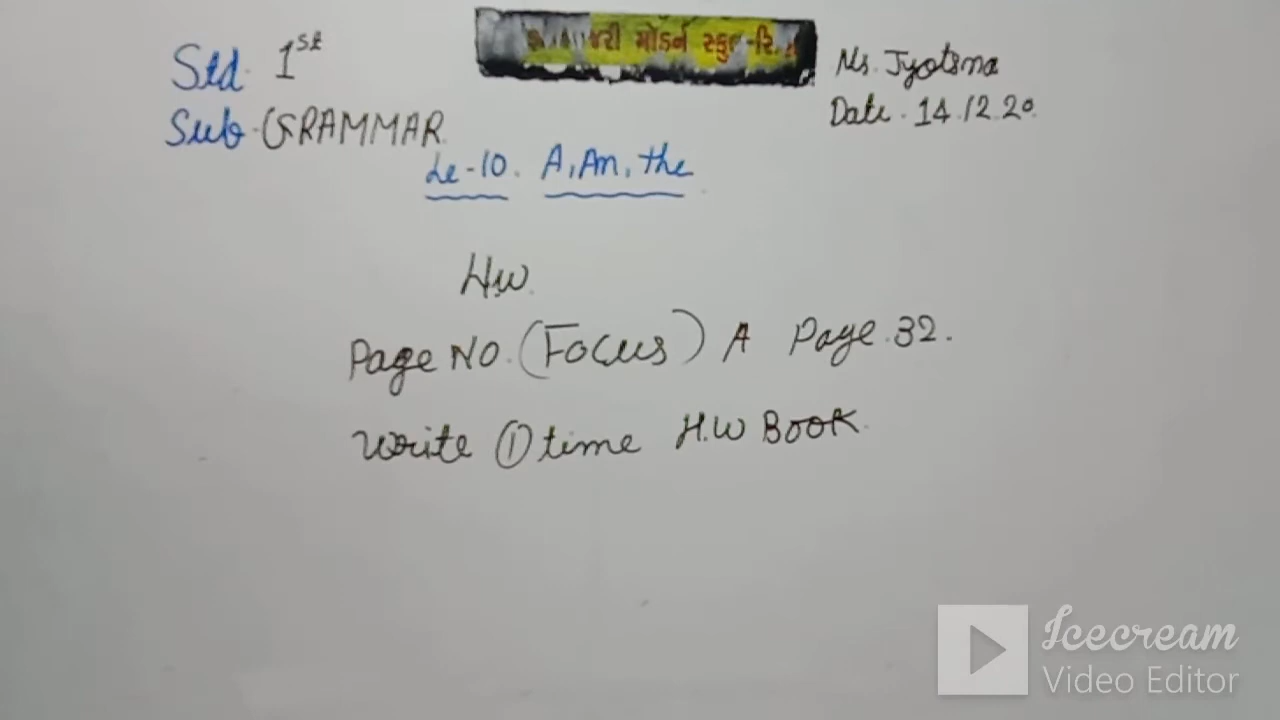 Std. 1st
Sub. GRAMMAR
જરી મોડર્ન સ્કુલ-રિ.
Ms. Jyotsna
Date. 14.12.20
Le-10. A, An, the
H.W.
Page NO. (Focus) A Page.32.
Write ① time H.W Book.
Icecream
Video Editor